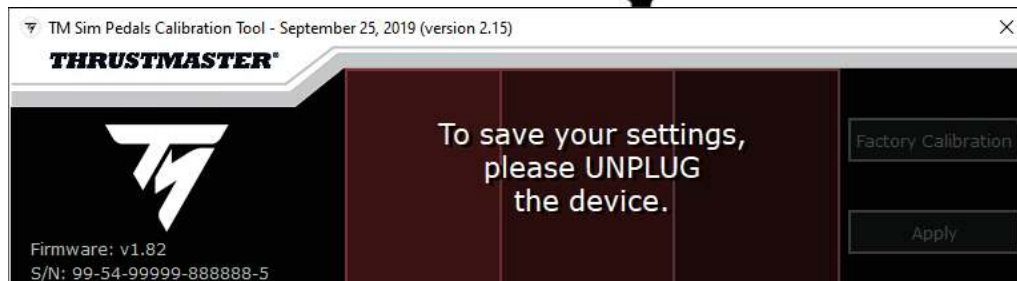 TM Sim Pedals Calibration Tool - September 25, 2019 (version 2.15)
THRUSTMASTER®
To save your settings,
please UNPLUG
the device.
Factory Calibration
Apply
TM
Firmware: v1.82
S/N: 99-54-99999-888888-5